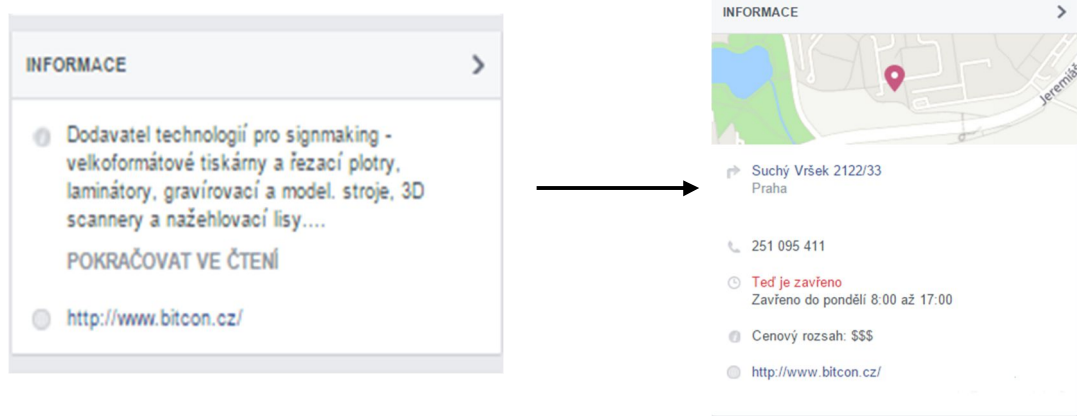 INFORMACE
Dodavatel technologií pro signmaking -
velkoformátové tiskárny a řezací plotry,
laminátory, gravírovací a model. stroje, 3D
scannery a nažehlovací lisy....
POKRAČOVAT VE ČTENÍ
http://www.bitcon.cz/
INFORMACE
Suchý Vršek 2122/33
Praha
251 095 411
Teď je zavřeno
Zavřeno do pondělí 8:00 až 17:00
Cenový rozsah: $$$
http://www.bitcon.cz/